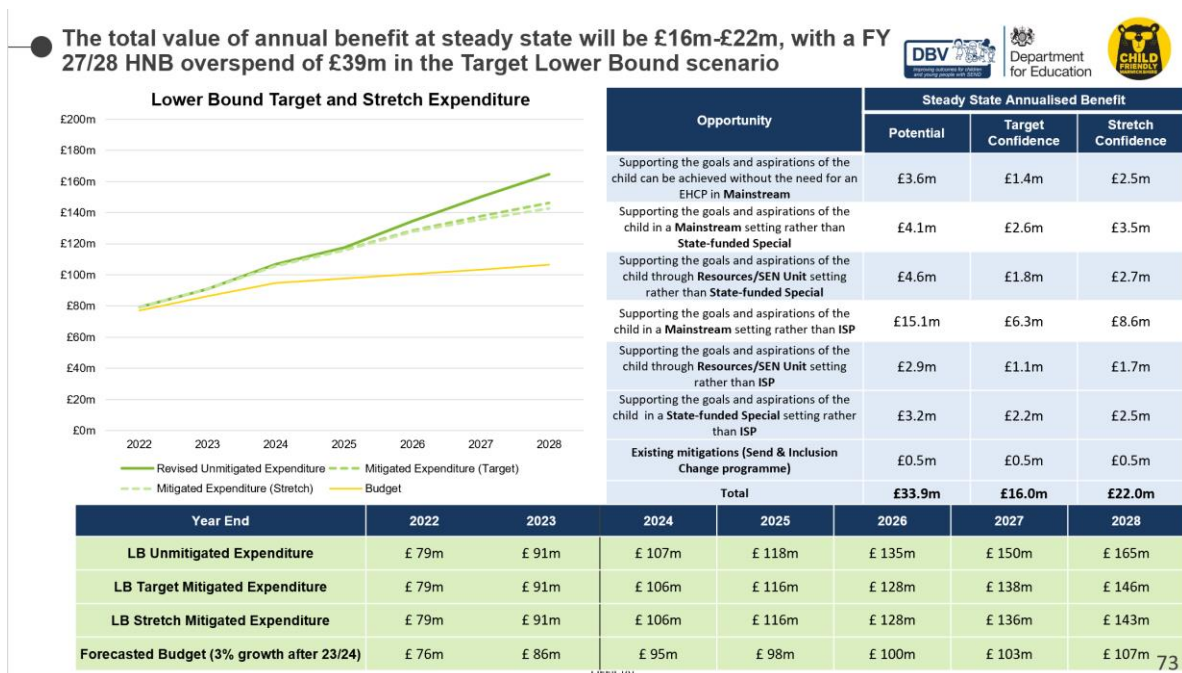 The total value of annual benefit at steady state will be £16m-£22m, with a FY
27/28 HNB overspend of £39m in the Target Lower Bound scenario
DBV
Improving outcomes for children
and young people with SEND
Department
for Education
CHILD
FRIENDLY
WARWICKSHIRE
Lower Bound Target and Stretch Expenditure
£200m
£180m
£160m
£140m
£120m
£100m
£80m
£60m
£40m
£20m
£0m
2022 2023 2024 2025 2026 2027 2028
Revised Unmitigated Expenditure Mitigated Expenditure (Target)
Mitigated Expenditure (Stretch) Budget
Opportunity
Steady State Annualised Benefit
Potential
Target
Confidence
Stretch
Confidence
Supporting the goals and aspirations of the
child can be achieved without the need for an
EHCP in Mainstream
£3.6m £1.4m £2.5m
Supporting the goals and aspirations of the
child in a Mainstream setting rather than
State-funded Special
£4.1m £2.6m £3.5m
Supporting the goals and aspirations of the
child through Resources/SEN Unit setting
rather than State-funded Special
£4.6m £1.8m £2.7m
Supporting the goals and aspirations of the
child in a Mainstream setting rather than ISP
£15.1m £6.3m £8.6m
Supporting the goals and aspirations of the
child through Resources/SEN Unit setting
rather than ISP
£2.9m £1.1m £1.7m
Supporting the goals and aspirations of the
child in a State-funded Special setting rather
than ISP
£3.2m £2.2m £2.5m
Existing mitigations (Send & Inclusion
Change programme)
£0.5m £0.5m £0.5m
Total £33.9m £16.0m £22.0m
Year End 2022 2023 2024 2025 2026 2027 2028
LB Unmitigated Expenditure £ 79m £ 91m £ 107m £ 118m £ 135m £ 150m £ 165m
LB Target Mitigated Expenditure £ 79m £ 91m £ 106m £ 116m £ 128m £ 138m £ 146m
LB Stretch Mitigated Expenditure £ 79m £ 91m £ 106m £ 116m £ 128m £ 136m £ 143m
Forecasted Budget (3% growth after 23/24) £ 76m £ 86m £ 95m £ 98m £ 100m £ 103m £ 107m
73